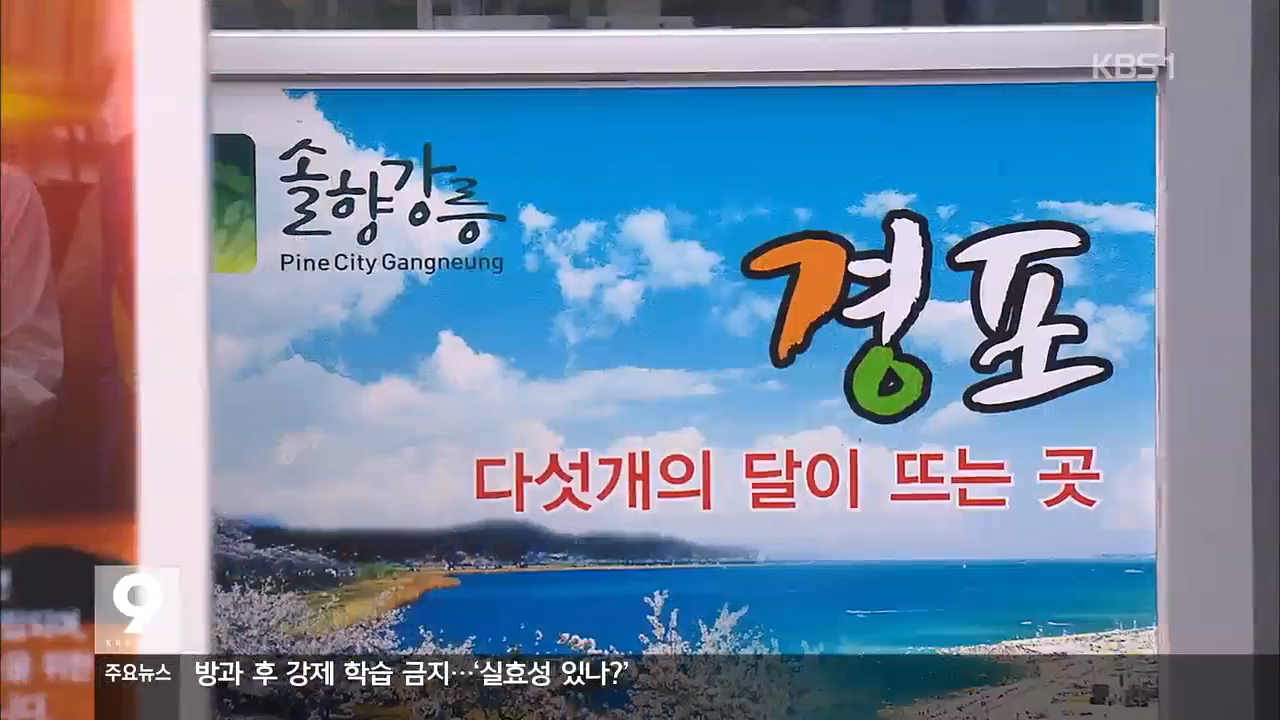 KBS1
솔향강릉
Pine City Gangneung
경포
다섯개의 달이 뜨는 곳
9
주요뉴스 방과 후 강제 학습 금지…‘실효성 있나?’